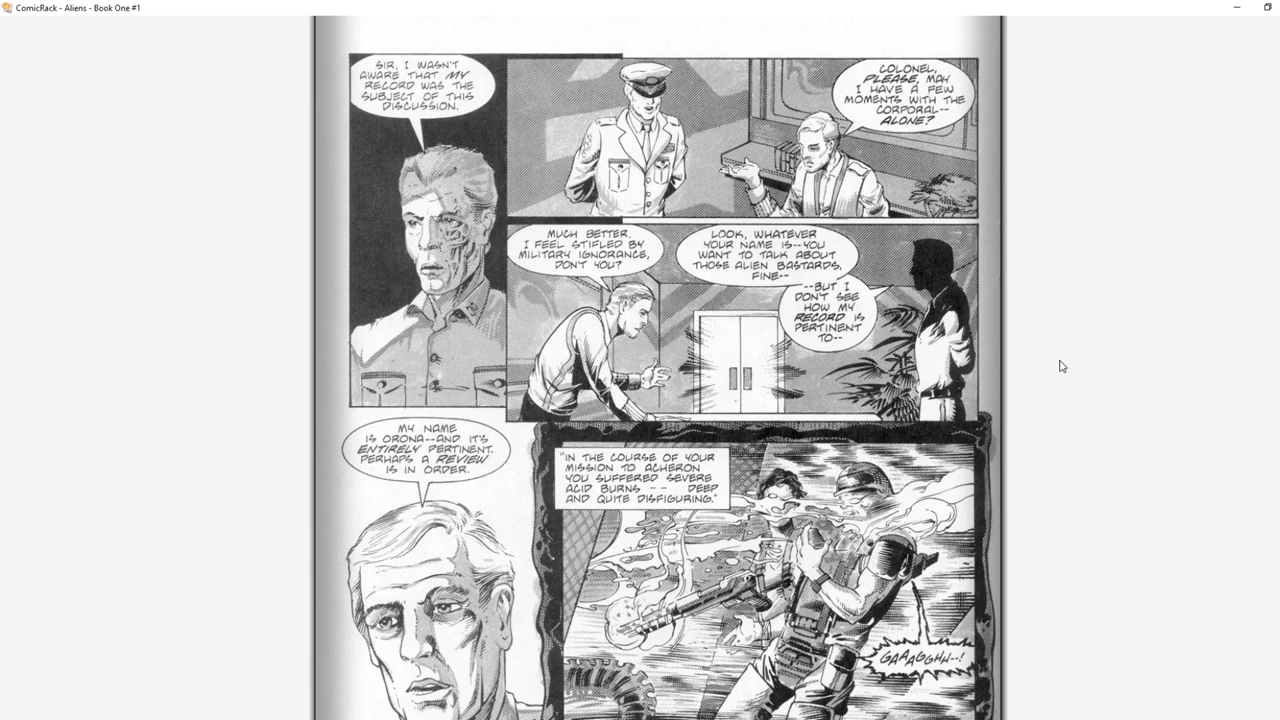 ComicRack - Aliens - Book One #1
SIR, I WASN'T
AWARE THAT MY
RECORD WAS THE
SUBJECT OF THIS
DISCUSSION.
COLONEL,
PLEASE, MAY
I HAVE A FEW
MOMENTS WITH THE
CORPORAL--
ALONE?
MUCH BETTER.
I FEEL STIFLED BY
MILITARY IGNORANCE,
DON'T YOU?
LOOK, WHATEVER
YOUR NAME IS--YOU
WANT TO TALK ABOUT
THOSE ALIEN BASTARDS,
FINE--
--BUT I
DON'T SEE
HOW MY
RECORD IS
PERTINENT
TO--
MY NAME
IS ORONA--AND IT'S
ENTIRELY PERTINENT.
PERHAPS A REVIEW
IS IN ORDER.
"IN THE COURSE OF YOUR
MISSION TO ACHERON
YOU SUFFERED SEVERE
ACID BURNS -- DEEP
AND QUITE DISFIGURING."
GAAAGGHH--!